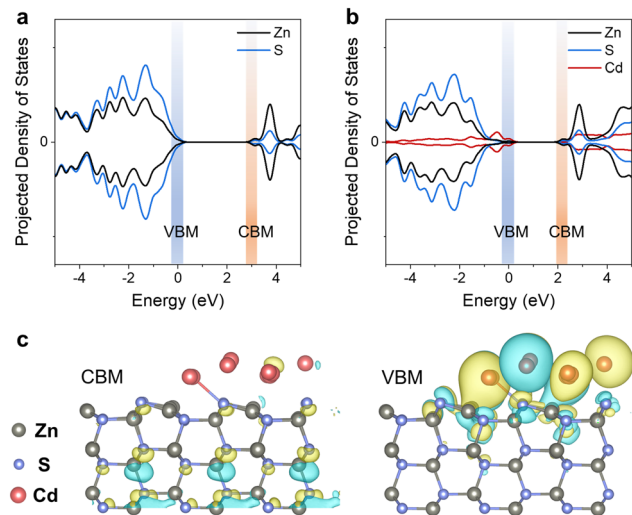 a
Projected Density of States
0
Zn
S
VBM
CBM
-4 -2 0 2 4
Energy (eV)
b
Projected Density of States
0
Zn
S
Cd
VBM
CBM
-4 -2 0 2 4
Energy (eV)
c
CBM
VBM
Zn
S
Cd